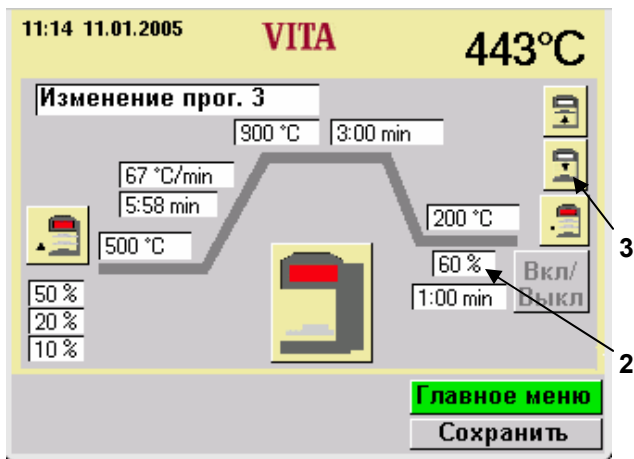 11:14 11.01.2005 VITA 443°C
Изменение прог. 3
900 °C 3:00 min
67 °C/min
5:58 min
500 °C
200 °C
3
50 %
20 %
10 %
60 %
1:00 min
Вкл/
Выкл
2
Главное меню
Сохранить